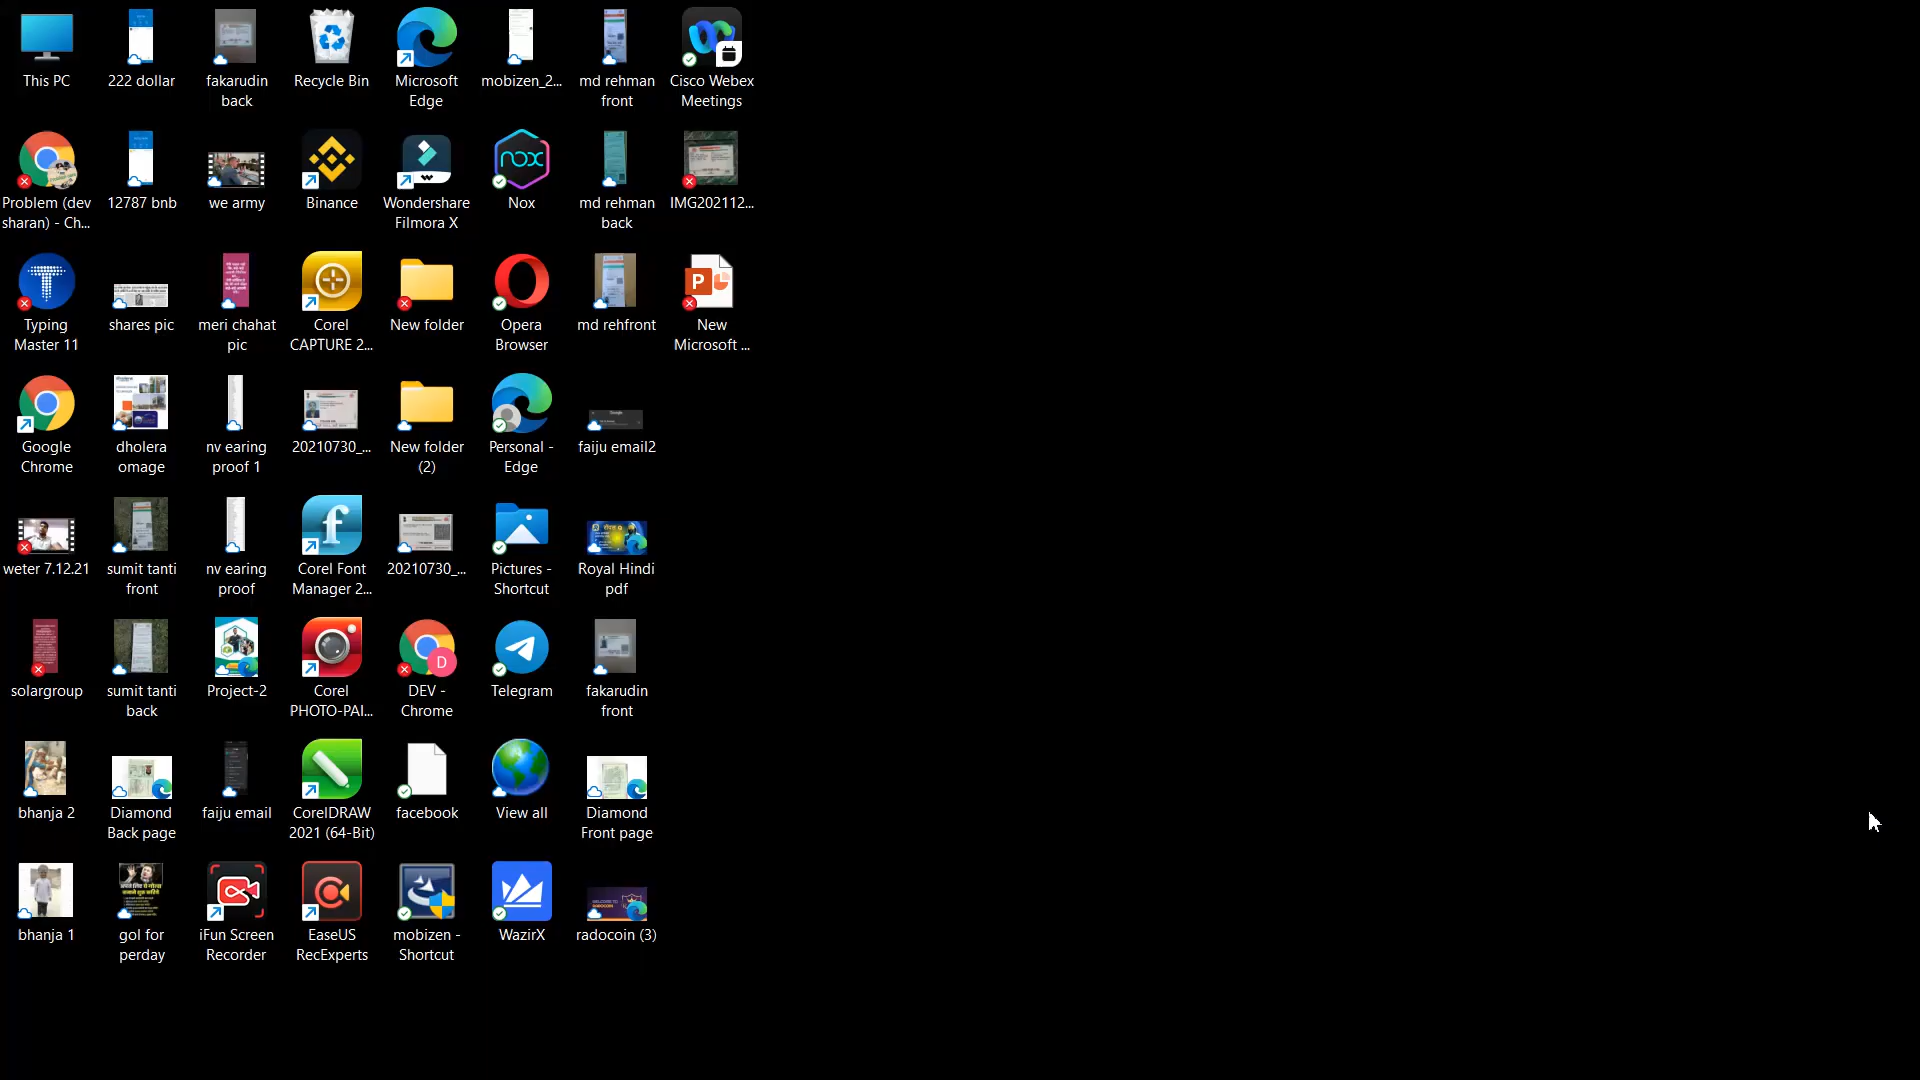 This PC
222 dollar
fakarudin
back
Recycle Bin
Microsoft
Edge
mobizen_2...
md rehman
front
Cisco Webex
Meetings
Problem (dev
sharan) - Ch...
12787 bnb
we army
Binance
Wondershare
Filmora X
nox
Nox
md rehman
back
IMG202112...
Typing
Master 11
shares pic
meri chahat
pic
Corel
CAPTURE 2...
New folder
Opera
Browser
md rehfront
New
Microsoft ...
Google
Chrome
dholera
omage
nv earing
proof 1
20210730_...
New folder
(2)
Personal -
Edge
faiju email2
weter 7.12.21
sumit tanti
front
nv earing
proof
Corel Font
Manager 2...
20210730_...
Pictures -
Shortcut
Royal Hindi
pdf
solargroup
sumit tanti
back
Project-2
Corel
PHOTO-PAI...
D
DEV -
Chrome
Telegram
fakarudin
front
bhanja 2
Diamond
Back page
faiju email
CorelDRAW
2021 (64-Bit)
facebook
View all
Diamond
Front page
bhanja 1
gol for
perday
iFun Screen
Recorder
EaseUS
RecExperts
mobizen -
Shortcut
WazirX
radocoin (3)